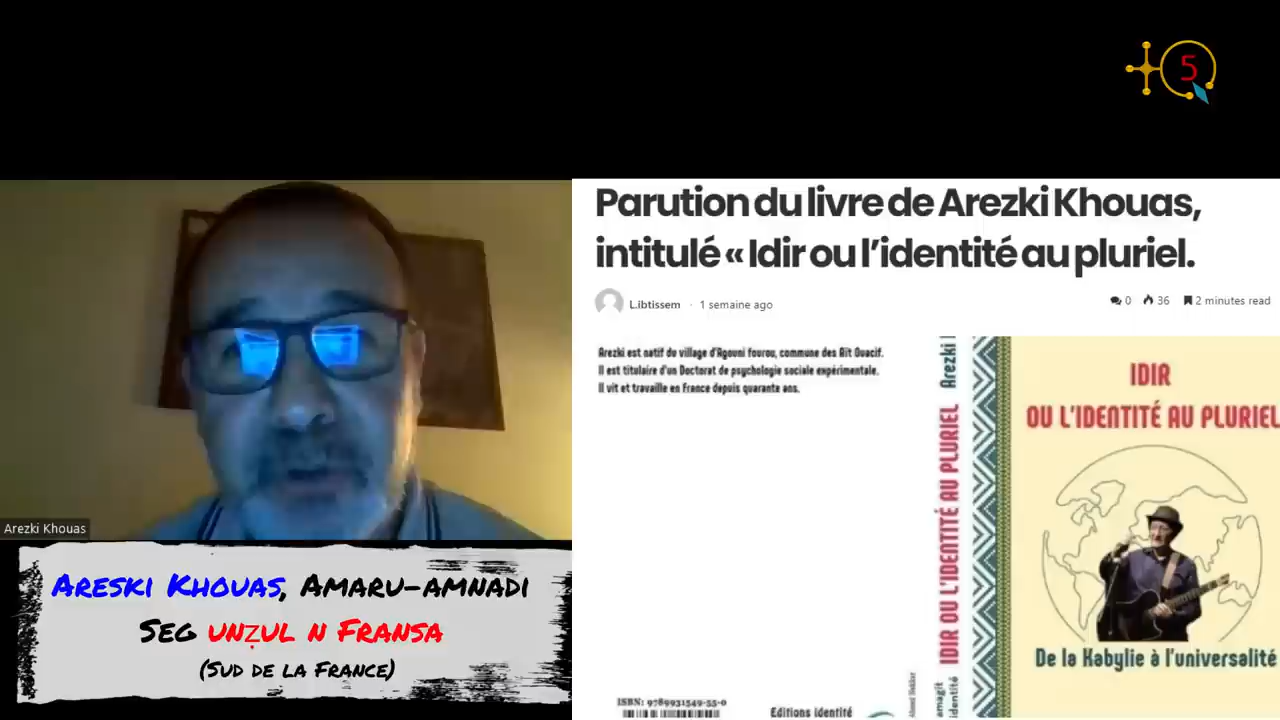 5
Parution du livre de Arezki Khouas,
intitulé « Idir ou l'identité au pluriel.
L.ibtissem · 1 semaine ago
0 36 2 minutes read
Arezki est natif du village d'Agouni fourou, commune des Aït Ouacif.
Il est titulaire d'un Doctorat de psychologie sociale expérimentale.
Il vit et travaille en France depuis quarante ans.
ISBN: 9789931549-55-0
Editions identité
Arezki
IDIR OU L'IDENTITÉ AU PLURIEL
amagit
identité
IDIR
OU L'IDENTITÉ AU PLURIEL
De la Kabylie à l'universalité
Arezki Khouas
Areski Khouas, Amaru-amnadi
Seg unẓul n Fransa
(Sud de la France)